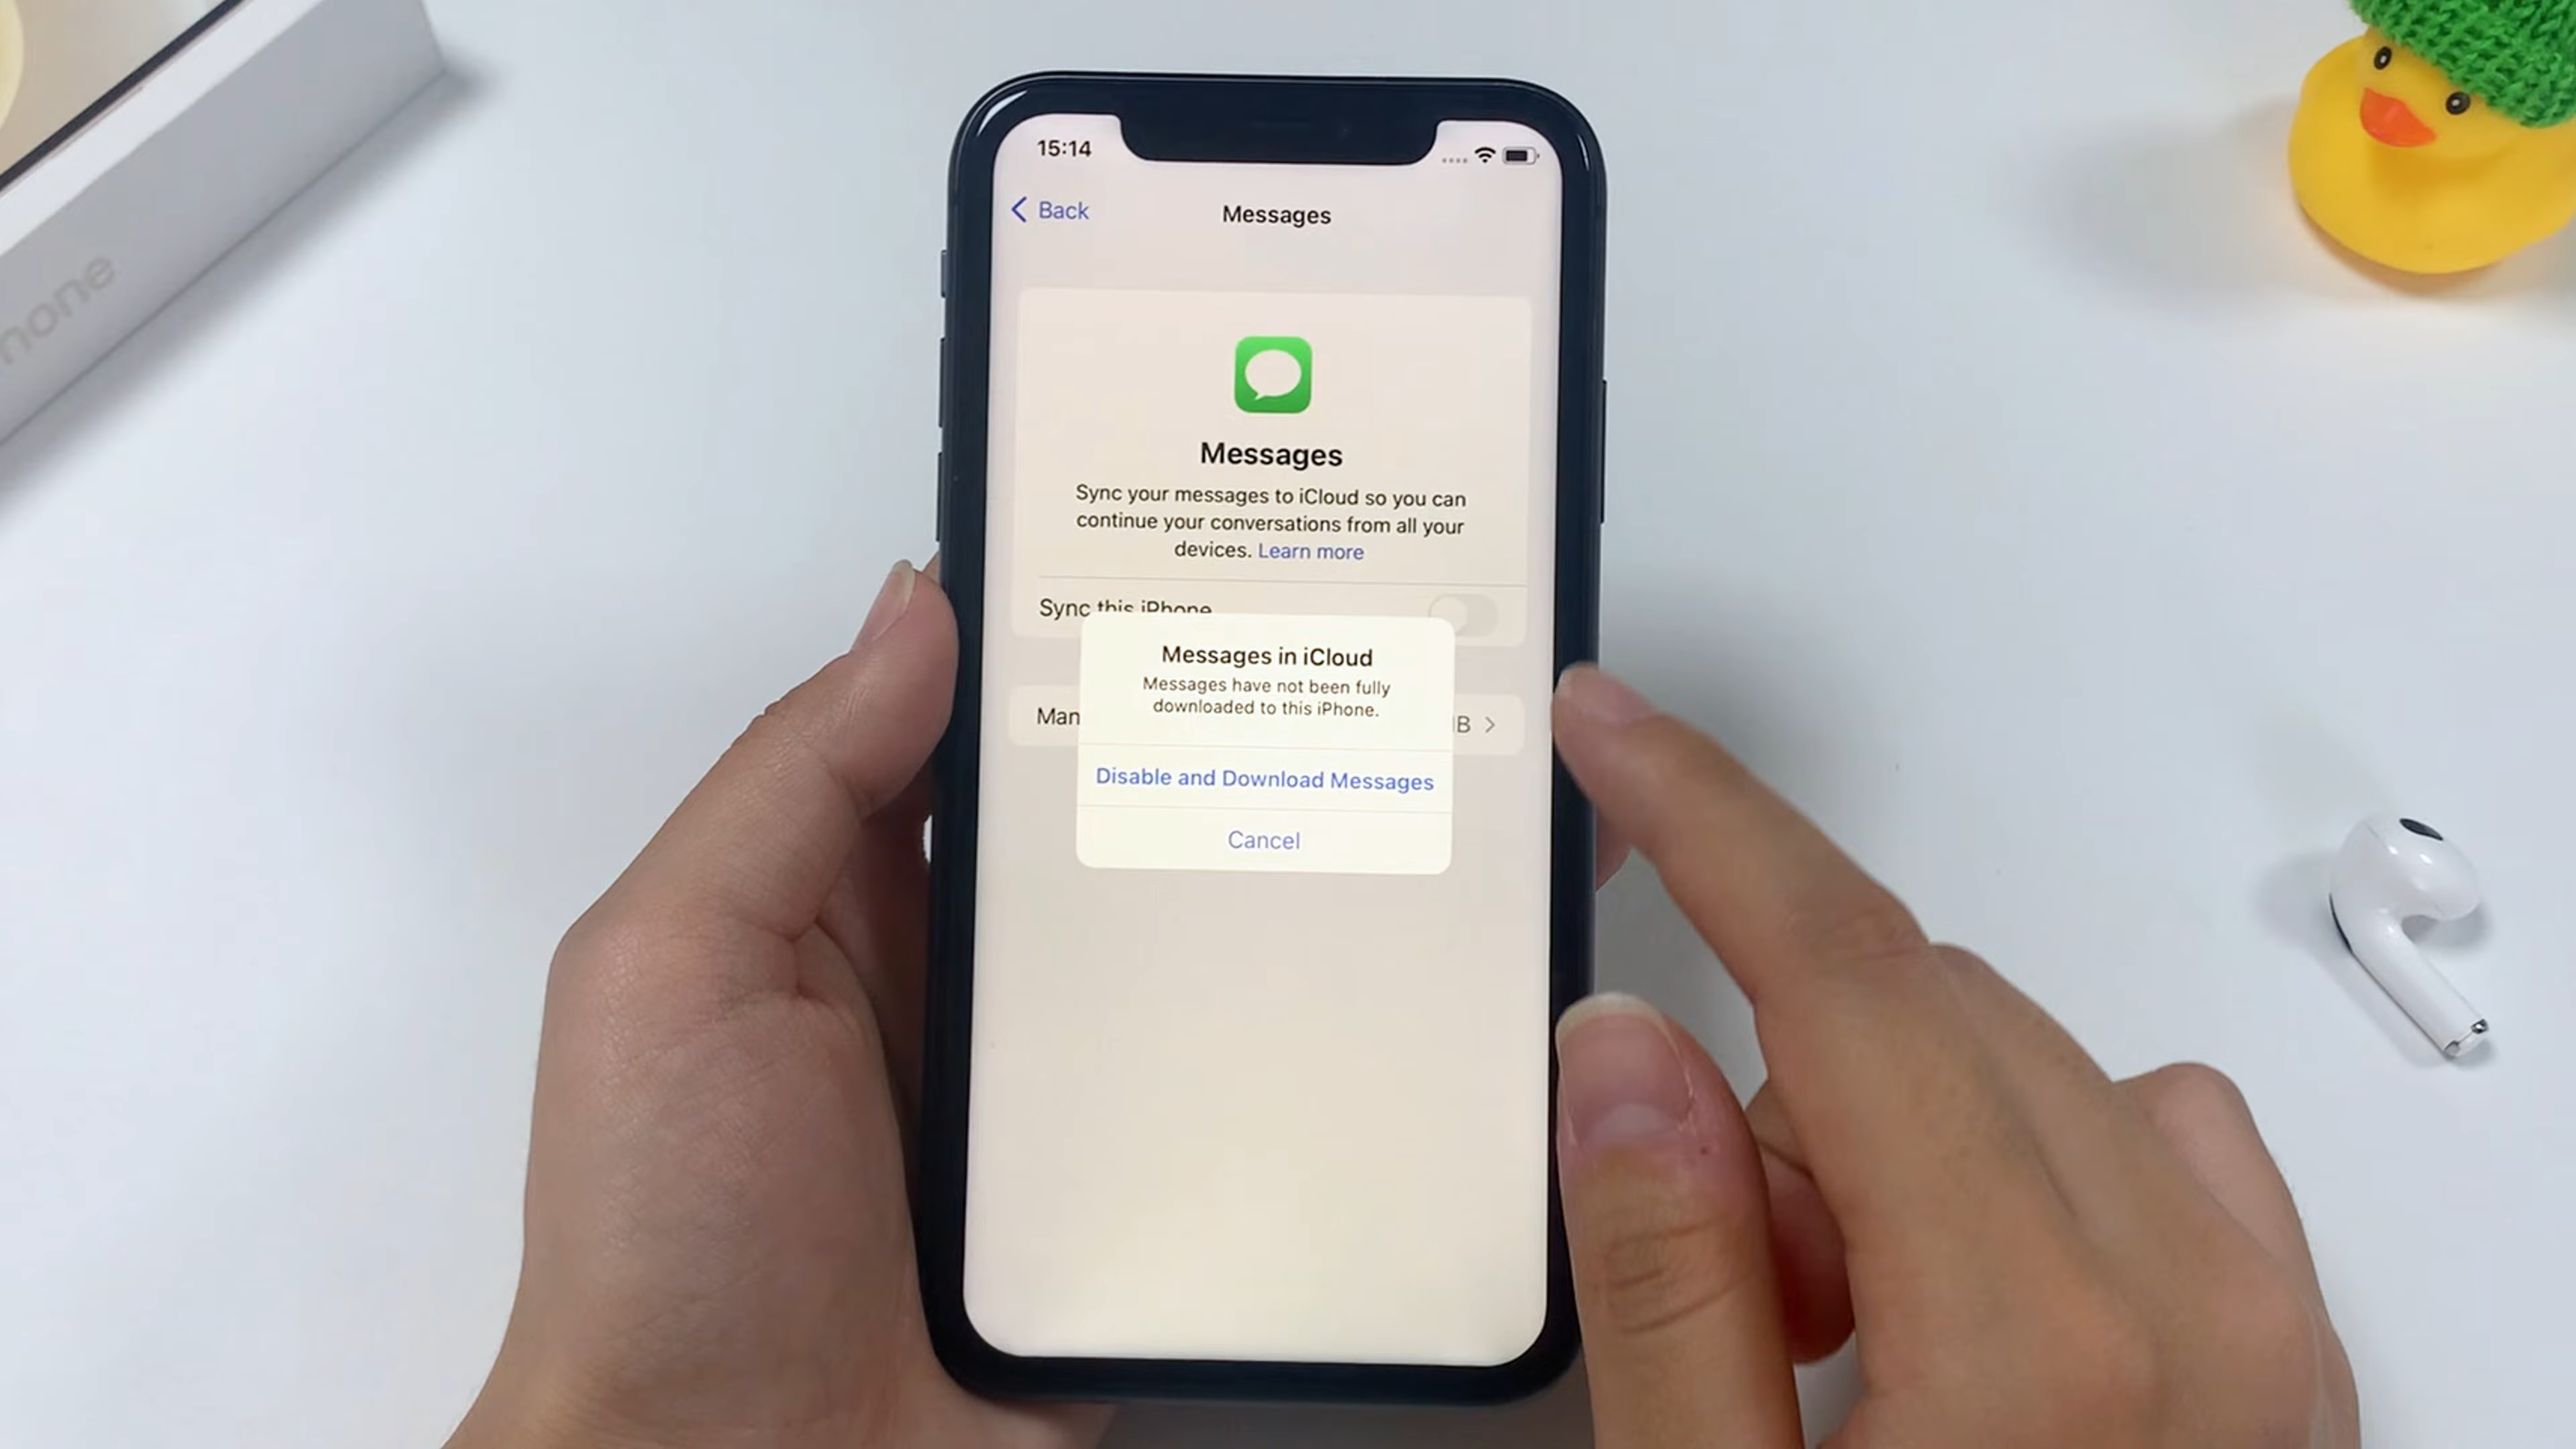 15:14
Back
Messages
Messages
Sync your messages to iCloud so you can
continue your conversations from all your
devices. Learn more
Sync this iPhone
Messages in iCloud
Messages have not been fully
downloaded to this iPhone.
Disable and Download Messages
Cancel